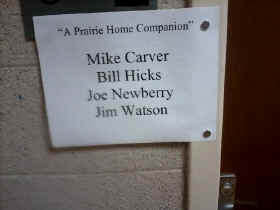 "A Prairie Home Companion"
Mike Carver
Bill Hicks
Joe Newberry
Jim Watson